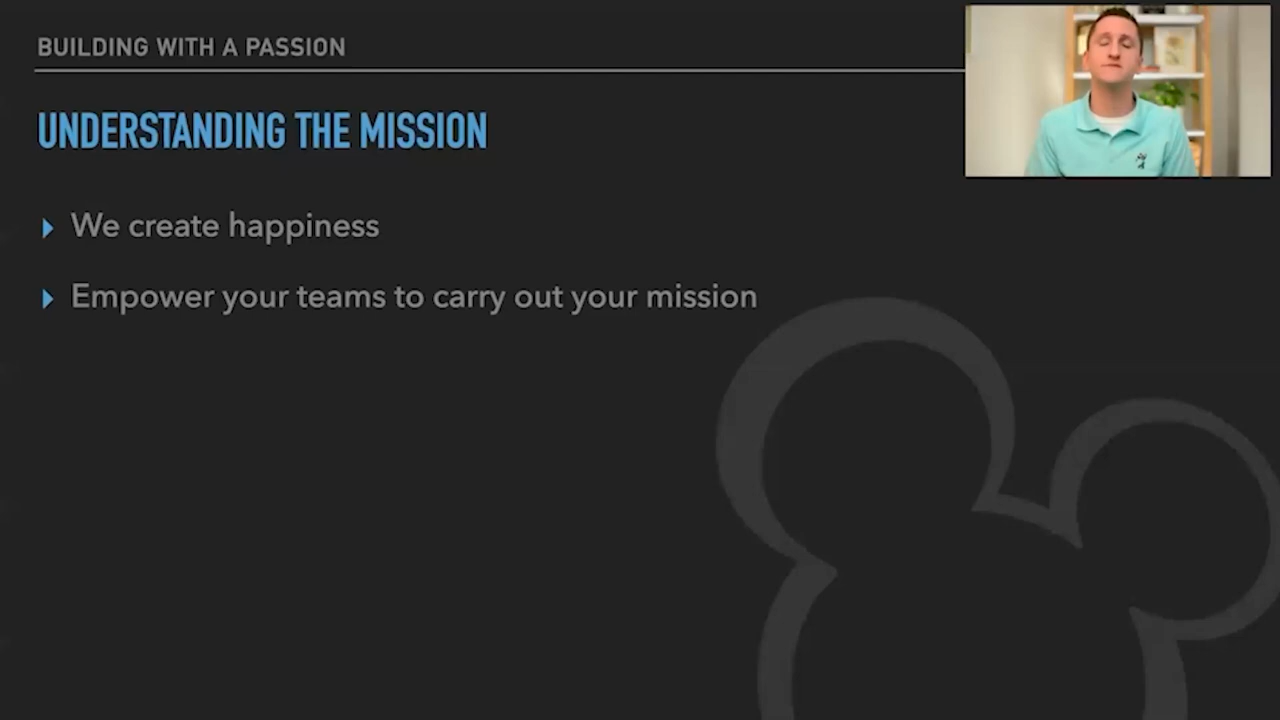 BUILDING WITH A PASSION
UNDERSTANDING THE MISSION
We create happiness
Empower your teams to carry out your mission